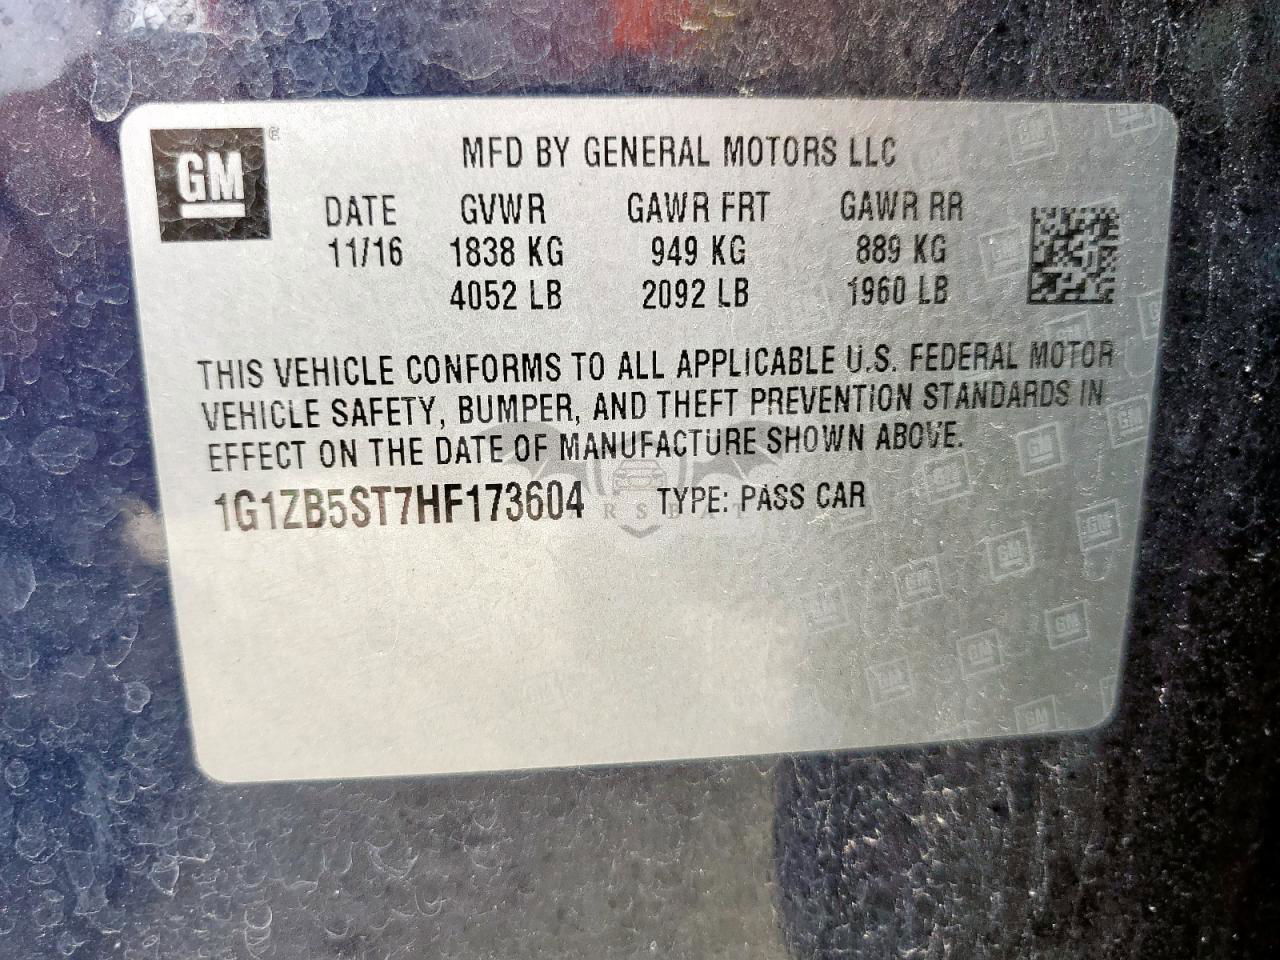 GM®
MFD BY GENERAL MOTORS LLC
DATE GVWR GAWR FRT GAWR RR
11/16 1838 KG 949 KG 889 KG
4052 LB 2092 LB 1960 LB
THIS VEHICLE CONFORMS TO ALL APPLICABLE U.S. FEDERAL MOTOR
VEHICLE SAFETY, BUMPER, AND THEFT PREVENTION STANDARDS IN
EFFECT ON THE DATE OF MANUFACTURE SHOWN ABOVE.
1G1ZB5ST7HF173604 TYPE: PASS CAR